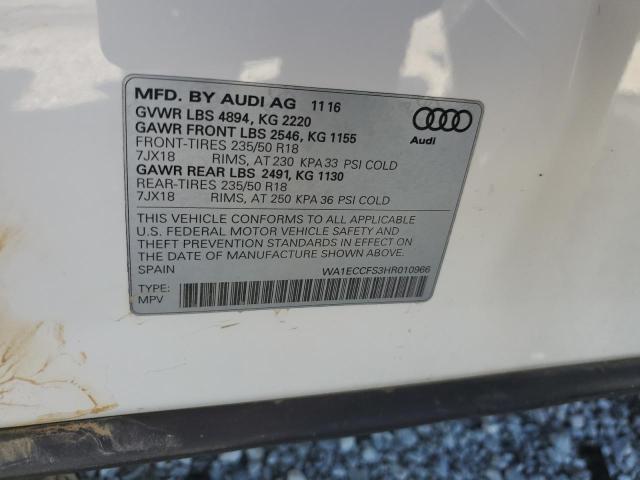 MFD. BY AUDI AG 11 16
GVWR LBS 4894, KG 2220
GAWR FRONT LBS 2546, KG 1155
FRONT-TIRES 235/50 R18
7JX18 RIMS, AT 230 KPA 33 PSI COLD
GAWR REAR LBS 2491, KG 1130
REAR-TIRES 235/50 R18
7JX18 RIMS, AT 250 KPA 36 PSI COLD
Audi
THIS VEHICLE CONFORMS TO ALL APPLICABLE
U.S. FEDERAL MOTOR VEHICLE SAFETY AND
THEFT PREVENTION STANDARDS IN EFFECT ON
THE DATE OF MANUFACTURE SHOWN ABOVE.
SPAIN WA1ECCFS3HR010966
TYPE:
MPV